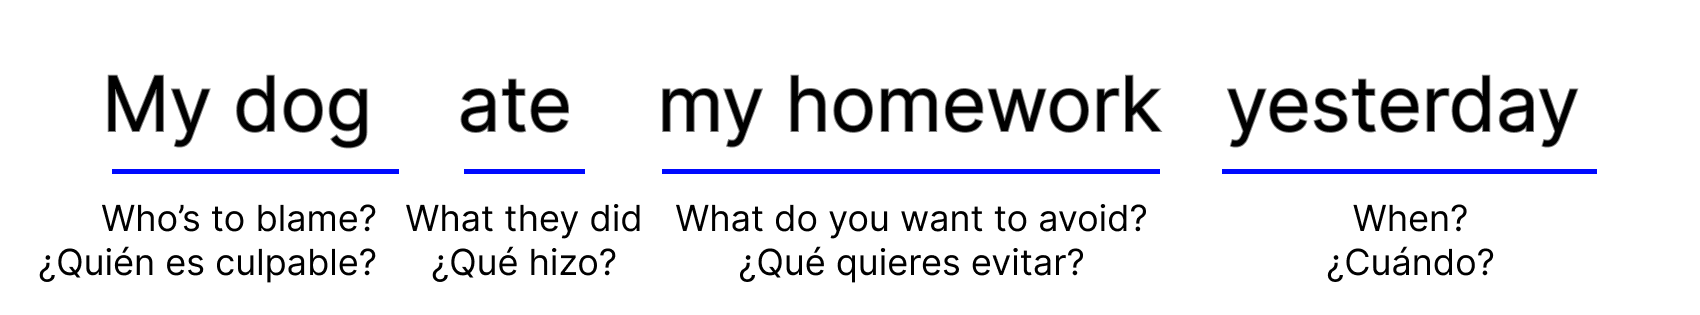 My dog ate my homework yesterday
Who’s to blame? What they did What do you want to avoid? When?
¿Quién es culpable? ¿Qué hizo? ¿Qué quieres evitar? ¿Cuándo?